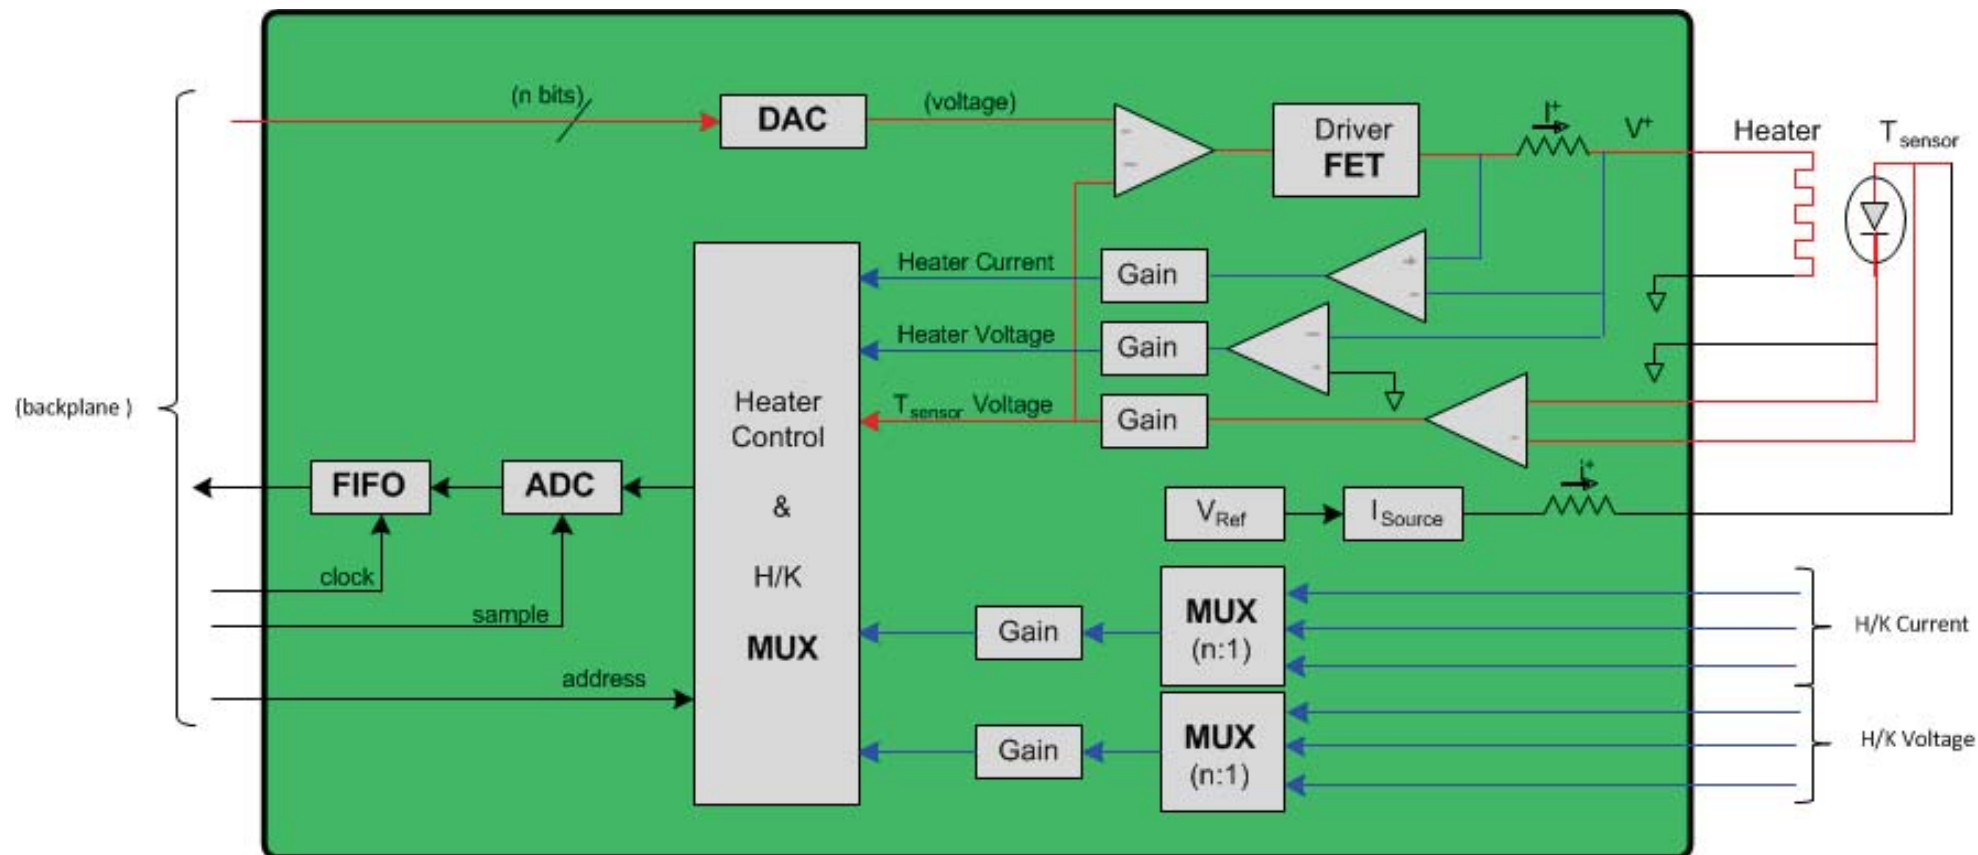 (n bits)
DAC
(voltage)
Driver
FET
I+
V+
Heater
Tsensor
Heater Current
Gain
+
-
Heater Voltage
Gain
-
(backplane )
Tsensor Voltage
Gain
-
Heater
Control
&
H/K
MUX
FIFO
ADC
VRef
ISource
i+
clock
sample
address
Gain
MUX
(n:1)
H/K Current
Gain
MUX
(n:1)
H/K Voltage